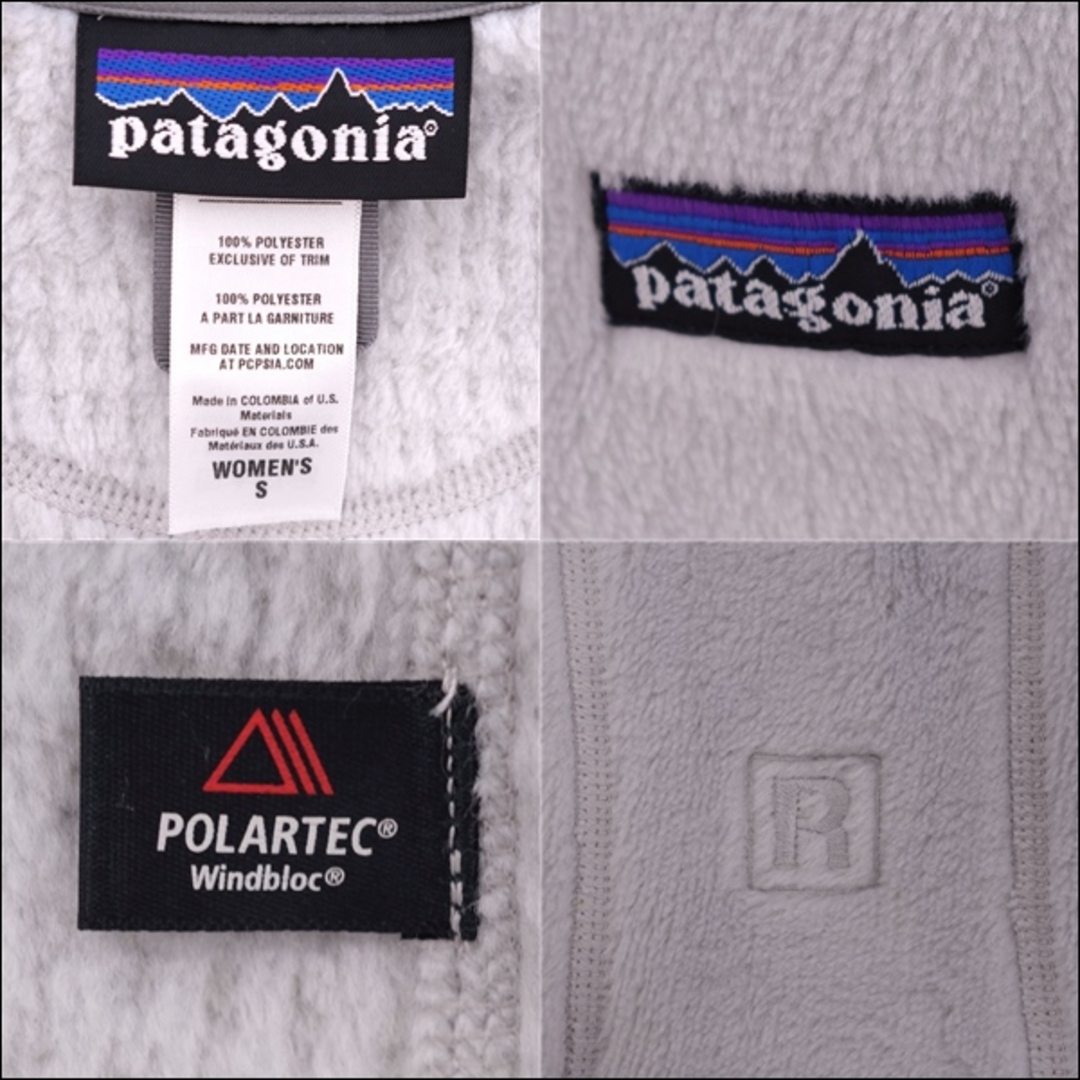 patagonia®
100% POLYESTER
EXCLUSIVE OF TRIM
100% POLYESTER
A PART LA GARNITURE
MFG DATE AND LOCATION
AT PCPSIA.COM
Made in COLOMBIA of U.S.
Materials
Fabriqué EN COLOMBIE des
Matériaux des U.S.A.
WOMEN'S
S
patagonia®
POLARTEC®
Windbloc®
R